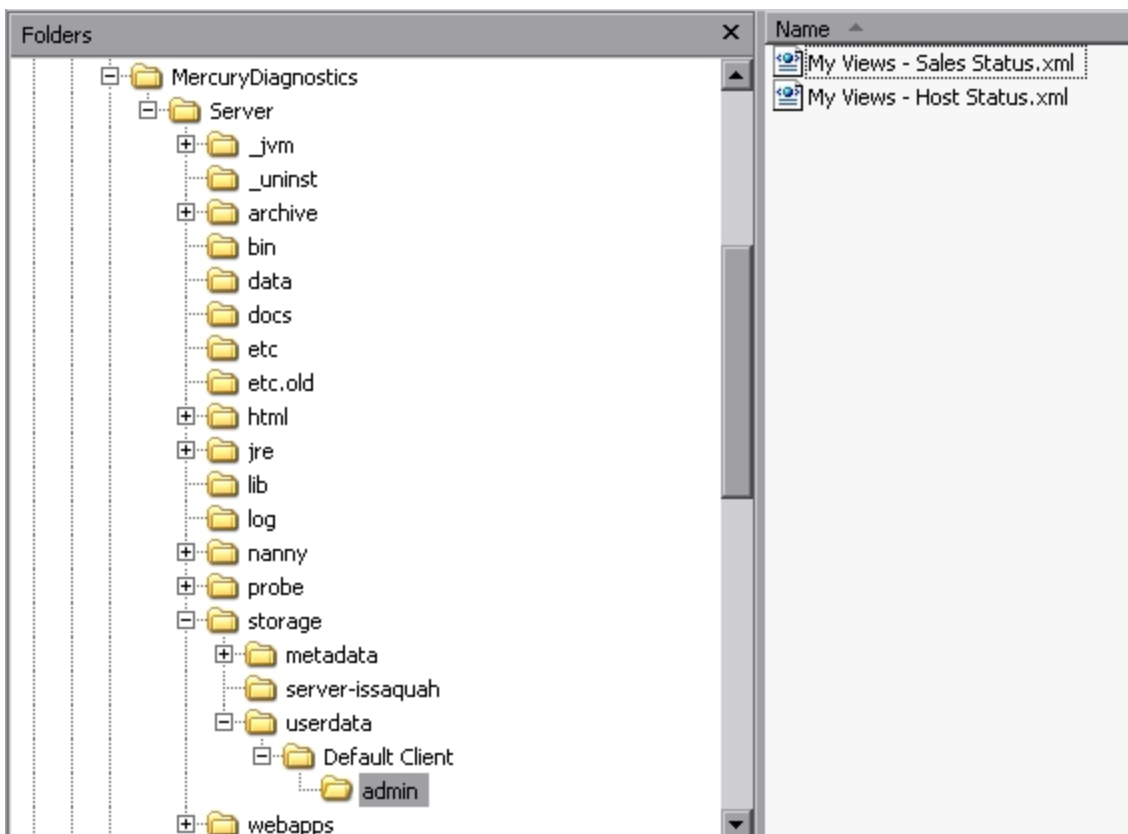 Folders
MercuryDiagnostics
Server
_jvm
_uninst
archive
bin
data
docs
etc
etc.old
html
jre
lib
log
nanny
probe
storage
metadata
server-issaquah
userdata
Default Client
admin
webapps
Name
My Views - Sales Status.xml
My Views - Host Status.xml